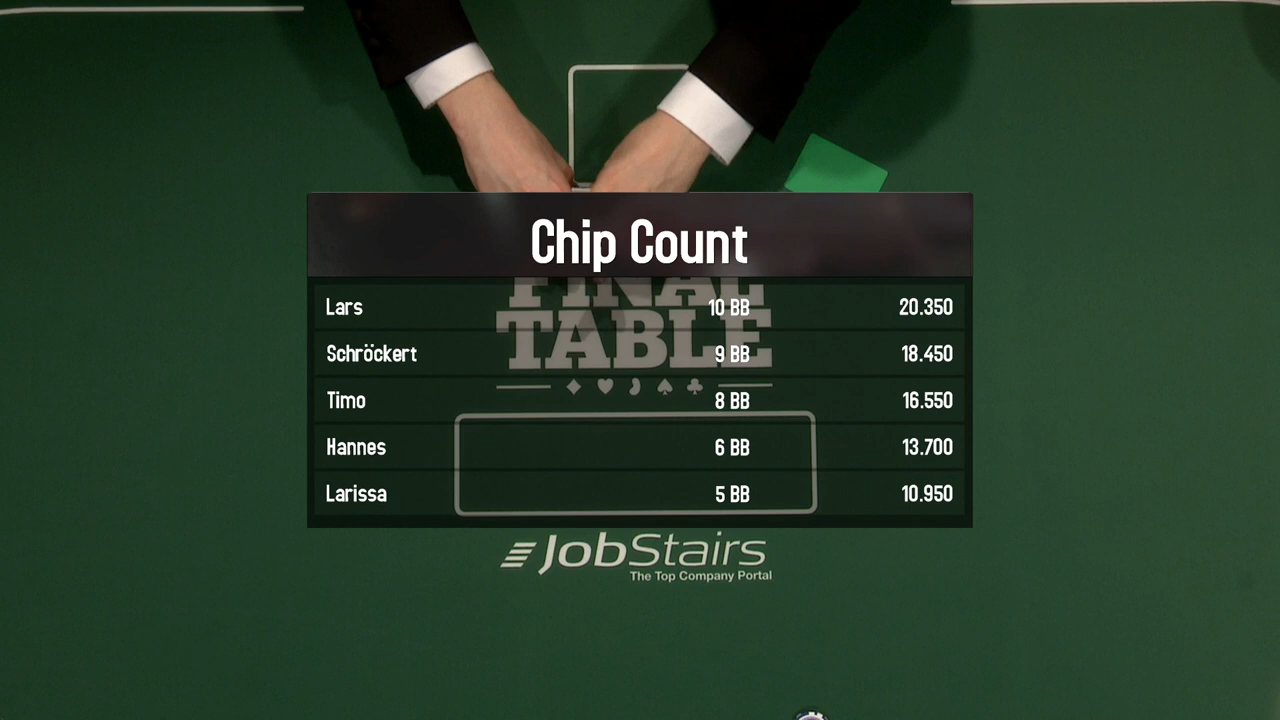 Chip Count
FINAL
TABLE
Lars 10 BB 20.350
Schröckert 9 BB 18.450
Timo 8 BB 16.550
Hannes 6 BB 13.700
Larissa 5 BB 10.950
JobStairs
The Top Company Portal